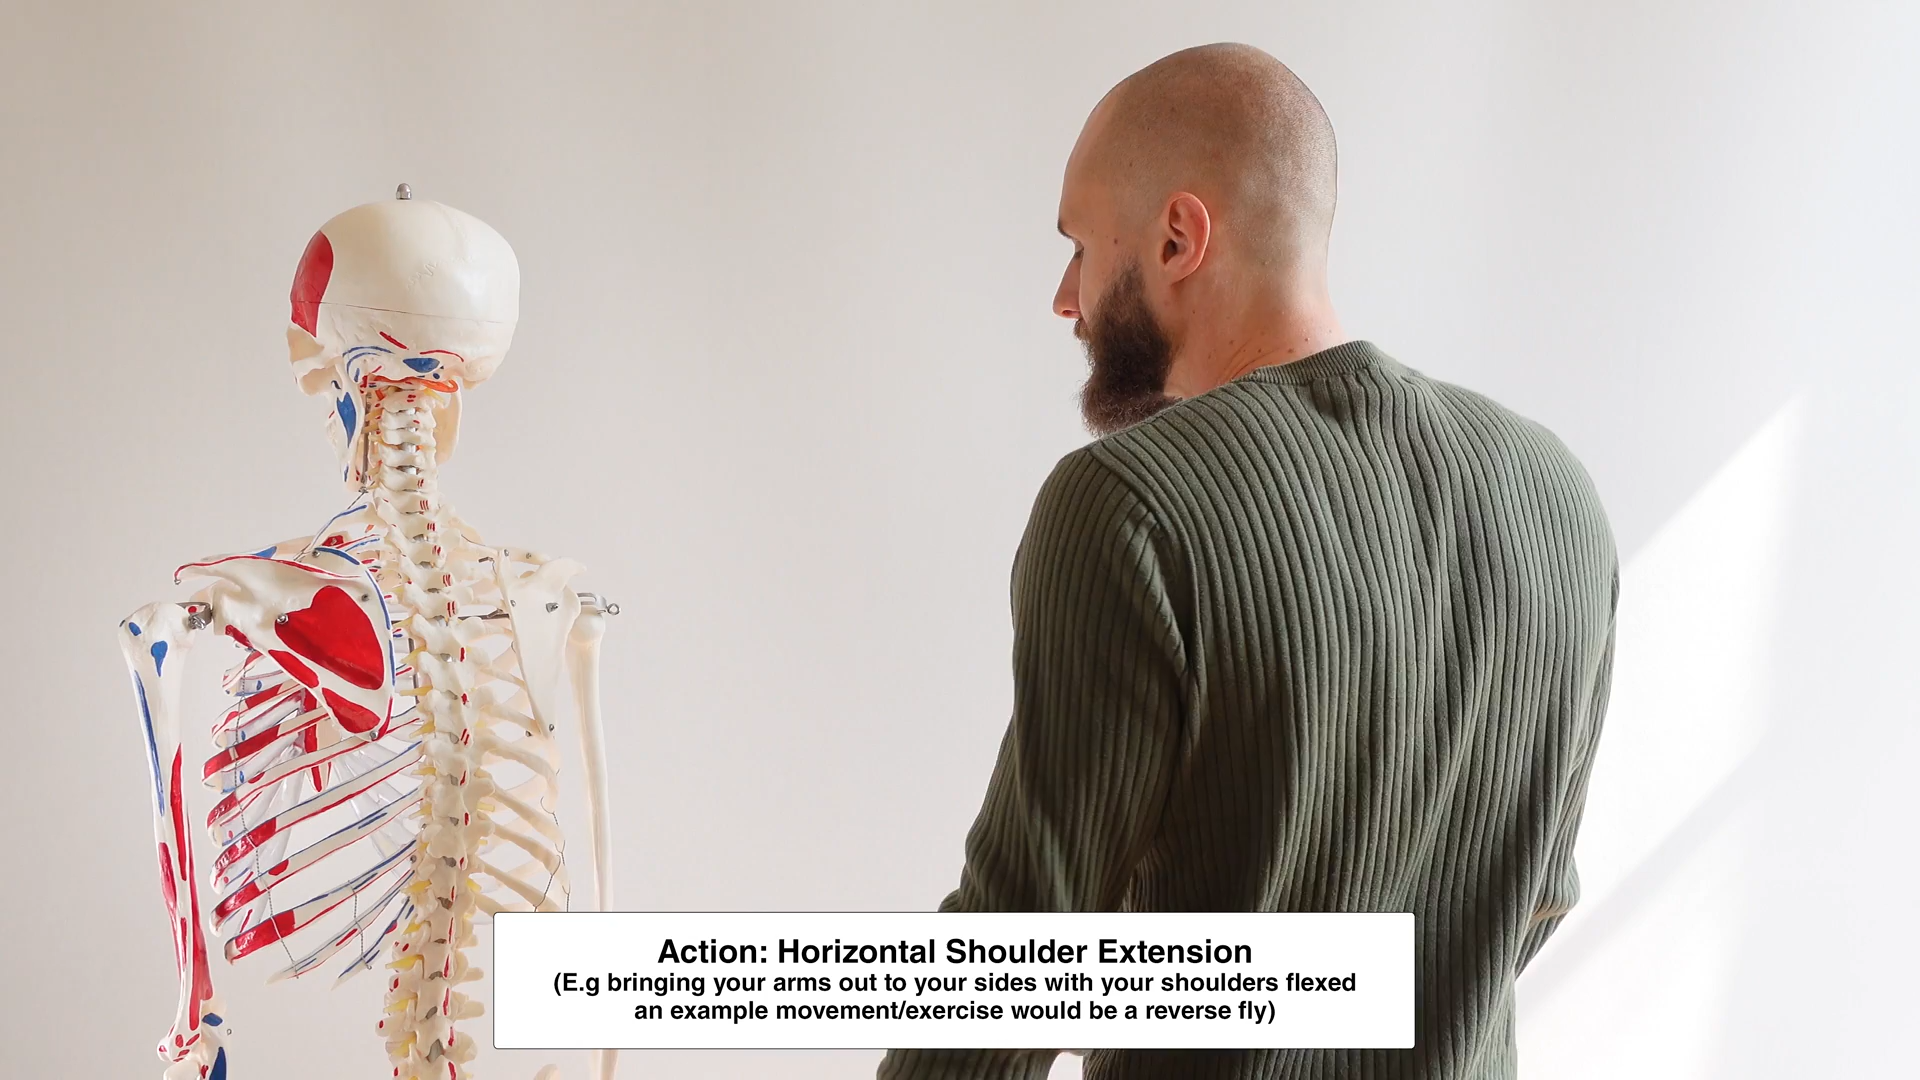 Action: Horizontal Shoulder Extension
(E.g bringing your arms out to your sides with your shoulders flexed
an example movement/exercise would be a reverse fly)